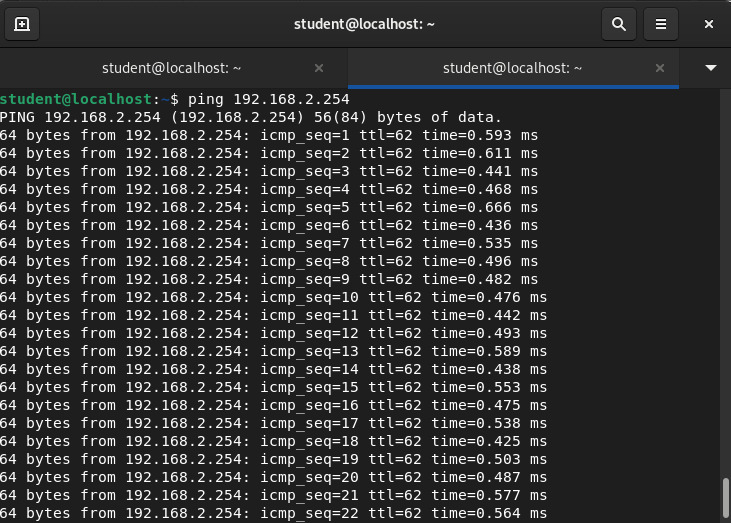 student@localhost: ~
student@localhost: ~
student@localhost: ~
student@localhost:~$ ping 192.168.2.254
PING 192.168.2.254 (192.168.2.254) 56(84) bytes of data.
64 bytes from 192.168.2.254: icmp_seq=1 ttl=62 time=0.593 ms
64 bytes from 192.168.2.254: icmp_seq=2 ttl=62 time=0.611 ms
64 bytes from 192.168.2.254: icmp_seq=3 ttl=62 time=0.441 ms
64 bytes from 192.168.2.254: icmp_seq=4 ttl=62 time=0.468 ms
64 bytes from 192.168.2.254: icmp_seq=5 ttl=62 time=0.666 ms
64 bytes from 192.168.2.254: icmp_seq=6 ttl=62 time=0.436 ms
64 bytes from 192.168.2.254: icmp_seq=7 ttl=62 time=0.535 ms
64 bytes from 192.168.2.254: icmp_seq=8 ttl=62 time=0.496 ms
64 bytes from 192.168.2.254: icmp_seq=9 ttl=62 time=0.482 ms
64 bytes from 192.168.2.254: icmp_seq=10 ttl=62 time=0.476 ms
64 bytes from 192.168.2.254: icmp_seq=11 ttl=62 time=0.442 ms
64 bytes from 192.168.2.254: icmp_seq=12 ttl=62 time=0.493 ms
64 bytes from 192.168.2.254: icmp_seq=13 ttl=62 time=0.589 ms
64 bytes from 192.168.2.254: icmp_seq=14 ttl=62 time=0.438 ms
64 bytes from 192.168.2.254: icmp_seq=15 ttl=62 time=0.553 ms
64 bytes from 192.168.2.254: icmp_seq=16 ttl=62 time=0.475 ms
64 bytes from 192.168.2.254: icmp_seq=17 ttl=62 time=0.538 ms
64 bytes from 192.168.2.254: icmp_seq=18 ttl=62 time=0.425 ms
64 bytes from 192.168.2.254: icmp_seq=19 ttl=62 time=0.503 ms
64 bytes from 192.168.2.254: icmp_seq=20 ttl=62 time=0.487 ms
64 bytes from 192.168.2.254: icmp_seq=21 ttl=62 time=0.577 ms
64 bytes from 192.168.2.254: icmp_seq=22 ttl=62 time=0.564 ms